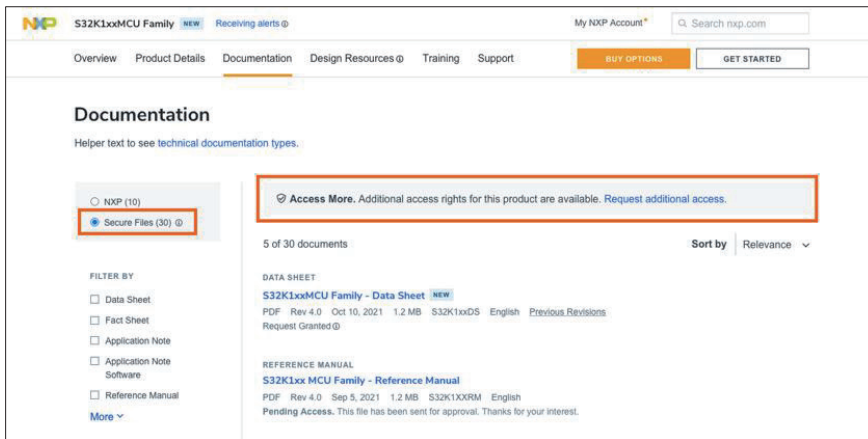 NXP S32K1xxMCU Family NEW Receiving alerts My NXP Account* Search nxp.com
Overview Product Details Documentation Design Resources Training Support BUY OPTIONS GET STARTED
Documentation
Helper text to see technical documentation types.
NXP (10)
Secure Files (30)
FILTER BY
Data Sheet
Fact Sheet
Application Note
Application Note
Software
Reference Manual
More
Access More. Additional access rights for this product are available. Request additional access.
5 of 30 documents Sort by Relevance
DATA SHEET
S32K1xxMCU Family - Data Sheet NEW
PDF Rev 4.0 Oct 10, 2021 1.2 MB S32K1xxDS English Previous Revisions
Request Granted
REFERENCE MANUAL
S32K1xx MCU Family - Reference Manual
PDF Rev 4.0 Sep 5, 2021 1.2 MB S32K1XXRM English
Pending Access. This file has been sent for approval. Thanks for your interest.